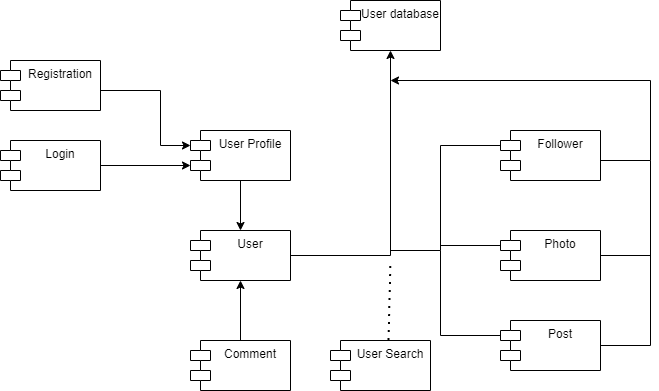 User database
Registration
Login
User Profile
Follower
User
Photo
Comment
User Search
Post